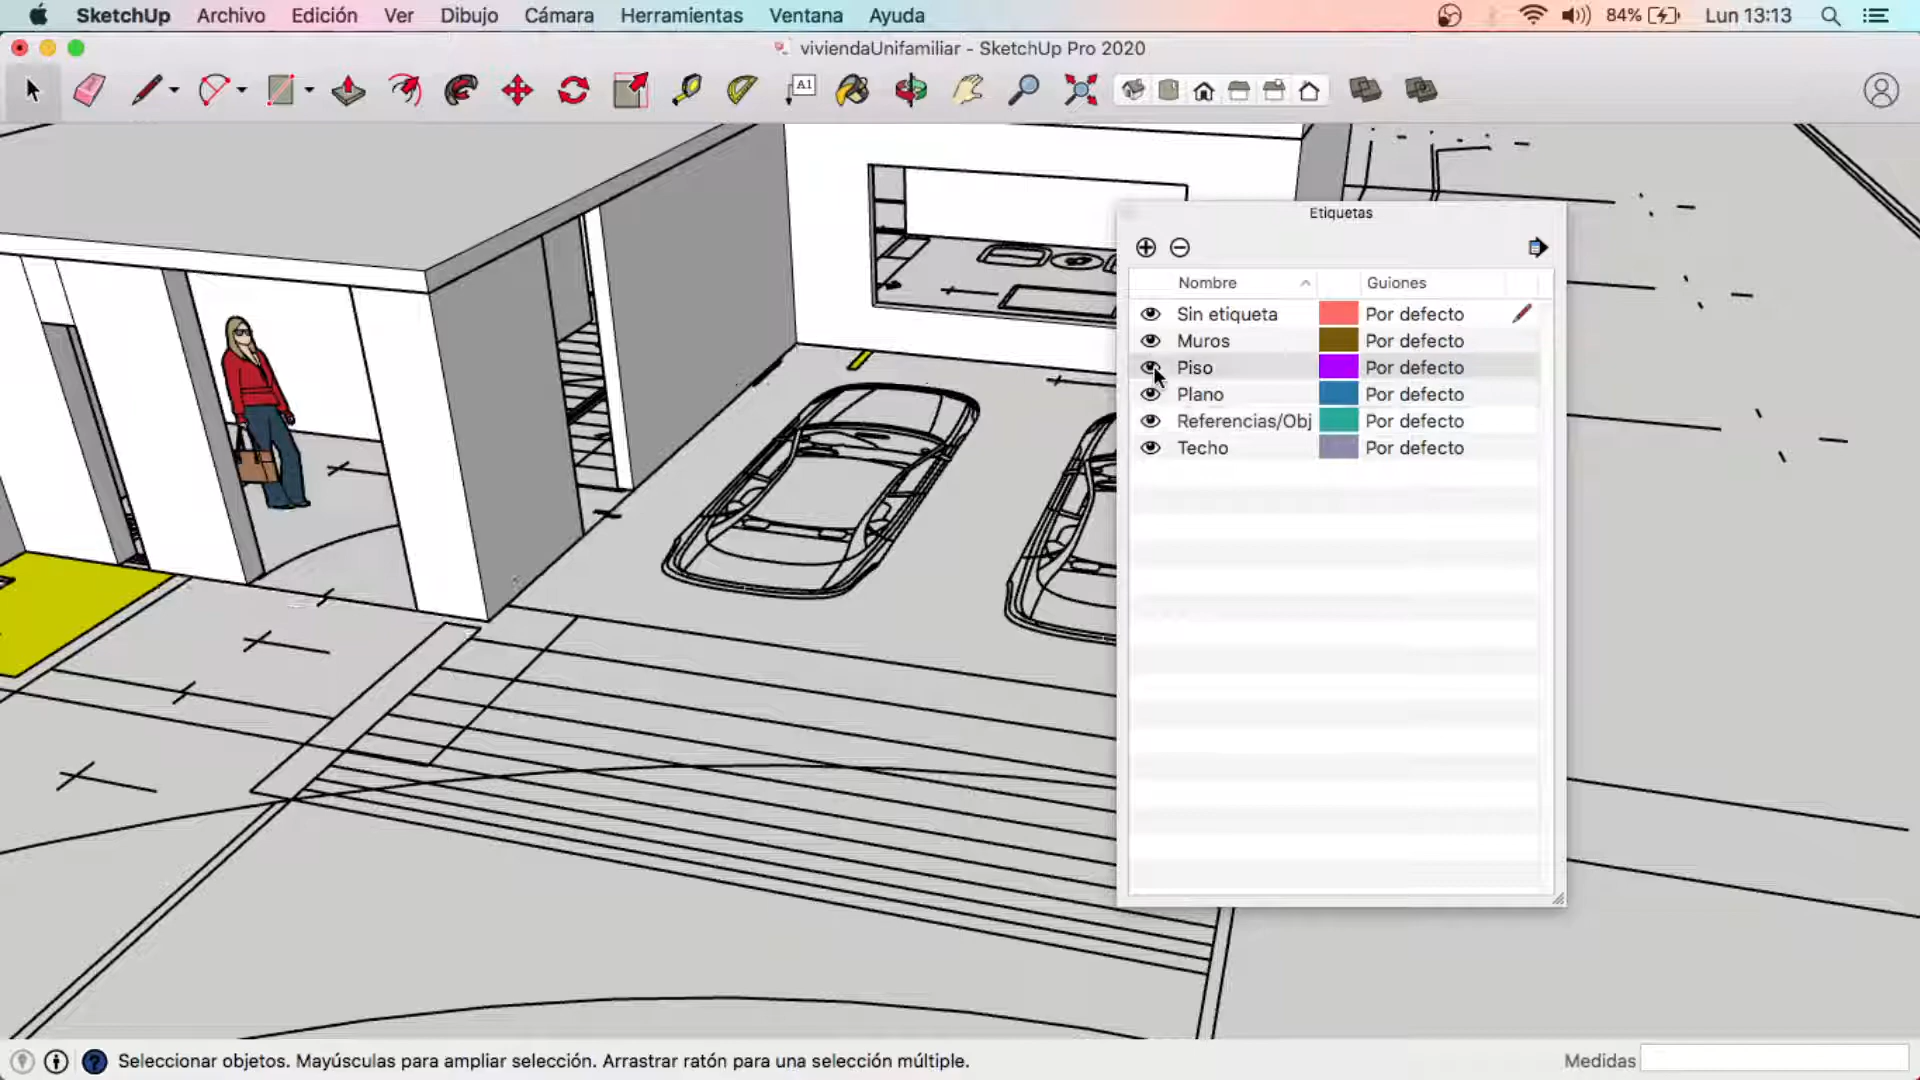 SketchUp Archivo Edición Ver Dibujo Cámara Herramientas Ventana Ayuda 84% Lun 13:13
viviendaUnifamiliar - SketchUp Pro 2020
A1
Etiquetas
Nombre Guiones
Sin etiqueta Por defecto
Muros Por defecto
Piso Por defecto
Plano Por defecto
Referencias/Obj Por defecto
Techo Por defecto
Seleccionar objetos. Mayúsculas para ampliar selección. Arrastrar ratón para una selección múltiple. Medidas